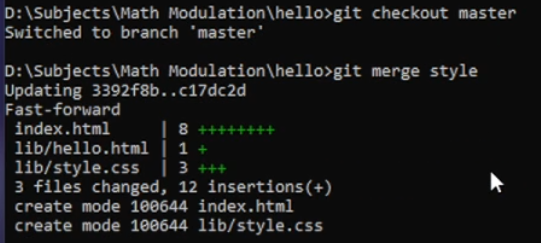 D:\Subjects\Math Modulation\hello>git checkout master
Switched to branch 'master'
D:\Subjects\Math Modulation\hello>git merge style
Updating 3392f8b..c17dc2d
Fast-forward
index.html | 8 ++++++++
lib/hello.html | 1 +
lib/style.css | 3 +++
3 files changed, 12 insertions(+)
create mode 100644 index.html
create mode 100644 lib/style.css